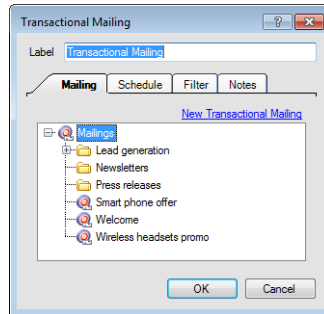 Transactional Mailing
Label Transactional Mailing
Mailing Schedule Filter Notes
New Transactional Mailing
Mailings
Lead generation
Newsletters
Press releases
Smart phone offer
Welcome
Wireless headsets promo
OK Cancel